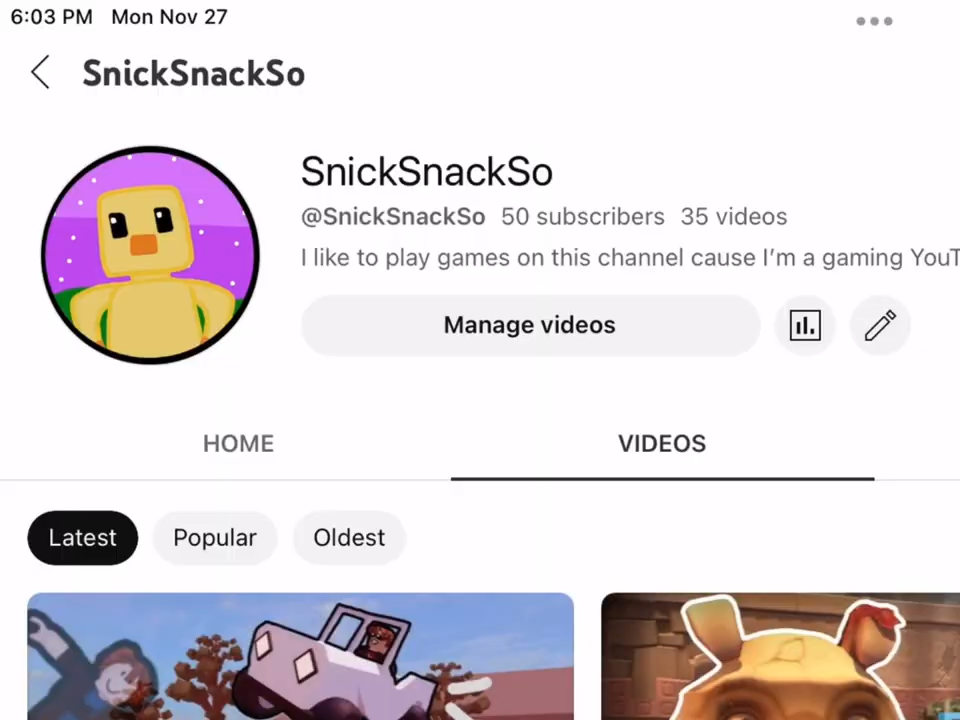 6:03 PM Mon Nov 27
SnickSnackSo
SnickSnackSo
@SnickSnackSo 50 subscribers 35 videos
I like to play games on this channel cause I’m a gaming YouT
Manage videos
HOME VIDEOS
Latest Popular Oldest